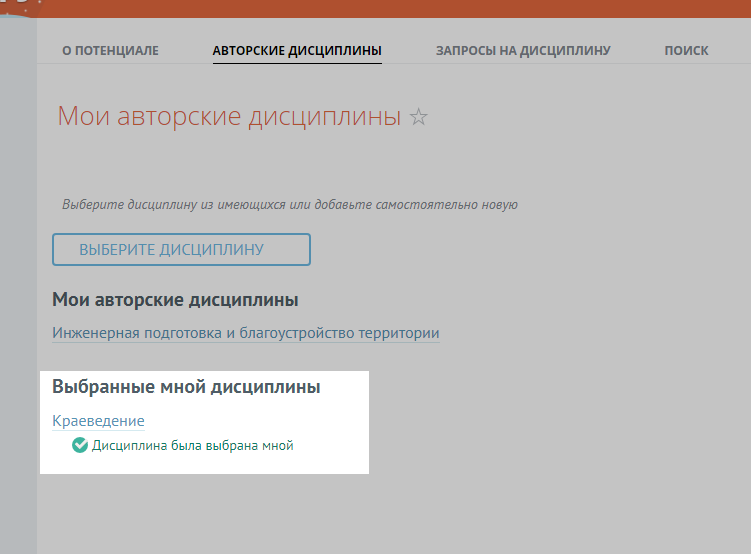 О ПОТЕНЦИАЛЕ АВТОРСКИЕ ДИСЦИПЛИНЫ ЗАПРОСЫ НА ДИСЦИПЛИНУ ПОИСК
Мои авторские дисциплины ☆
Выберите дисциплину из имеющихся или добавьте самостоятельно новую
ВЫБЕРИТЕ ДИСЦИПЛИНУ
Мои авторские дисциплины
Инженерная подготовка и благоустройство территории
Выбранные мной дисциплины
Краеведение
Дисциплина была выбрана мной